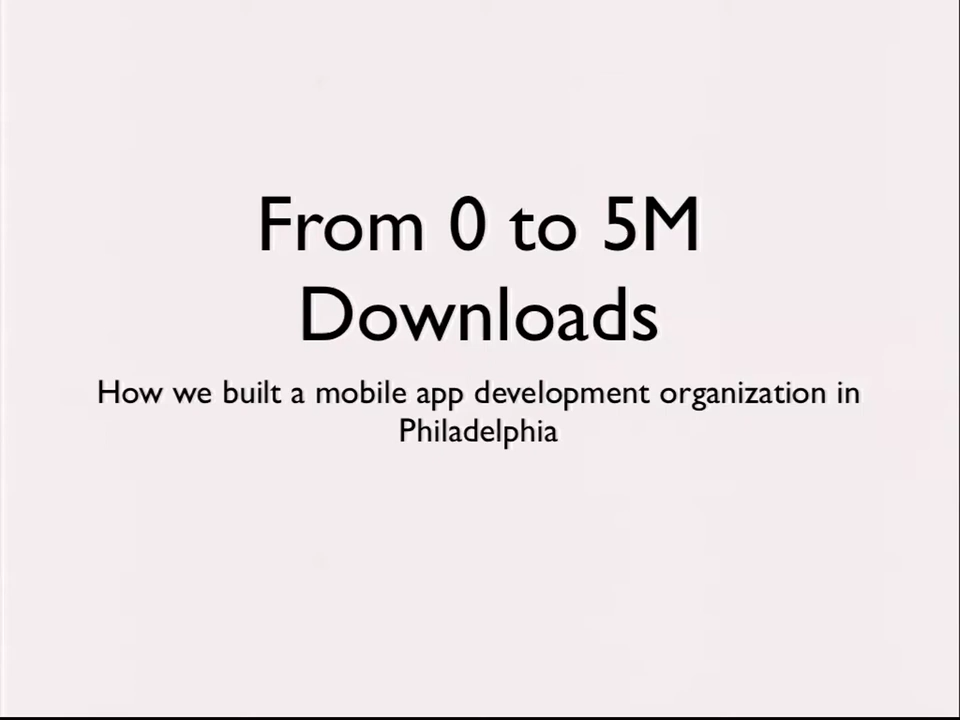 From 0 to 5M
Downloads
How we built a mobile app development organization in
Philadelphia